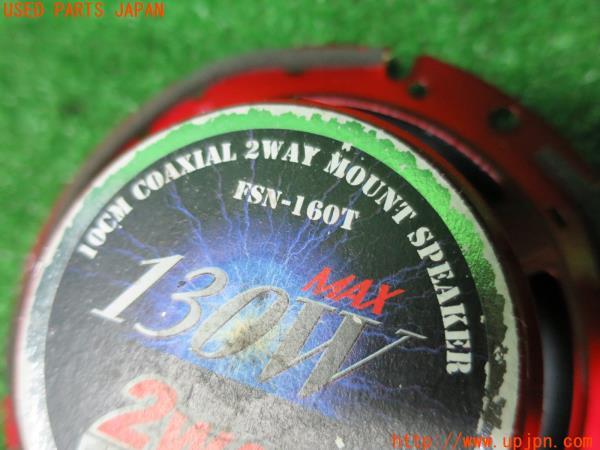 USED PARTS JAPAN
10CM COAXIAL 2WAY MOUNT SPEAKER
FSN-160T
MAX
130W
http://www.upjpn.com/